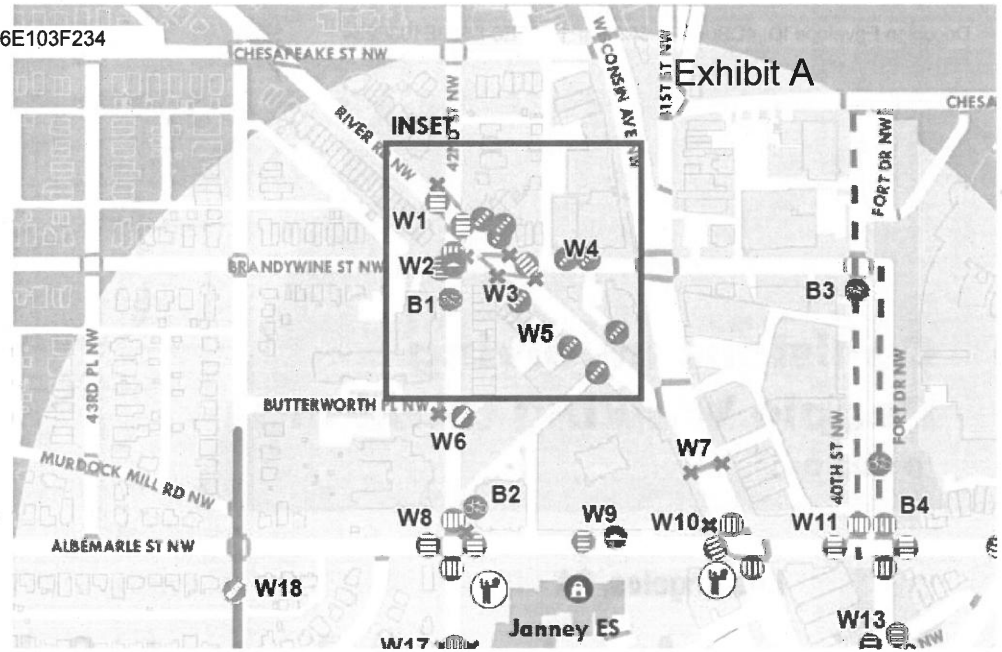 6E103F234
Exhibit A
CHESAPEAKE ST NW
WISCONSIN AVE NW
41ST ST NW
CHESA
RIVER RD NW
INSET
42ND ST NW
FORT DR NW
W1
BRANDYWINE ST NW
W2
W4
B1
W3
B3
W5
43RD PL NW
BUTTERWORTH PL NW
W6
FORT DR NW
40TH ST NW
W7
MURDOCK MILL RD NW
B2
B4
W8
W9
W10
W11
ALBEMARLE ST NW
W18
Janney ES
W13
W17
NW